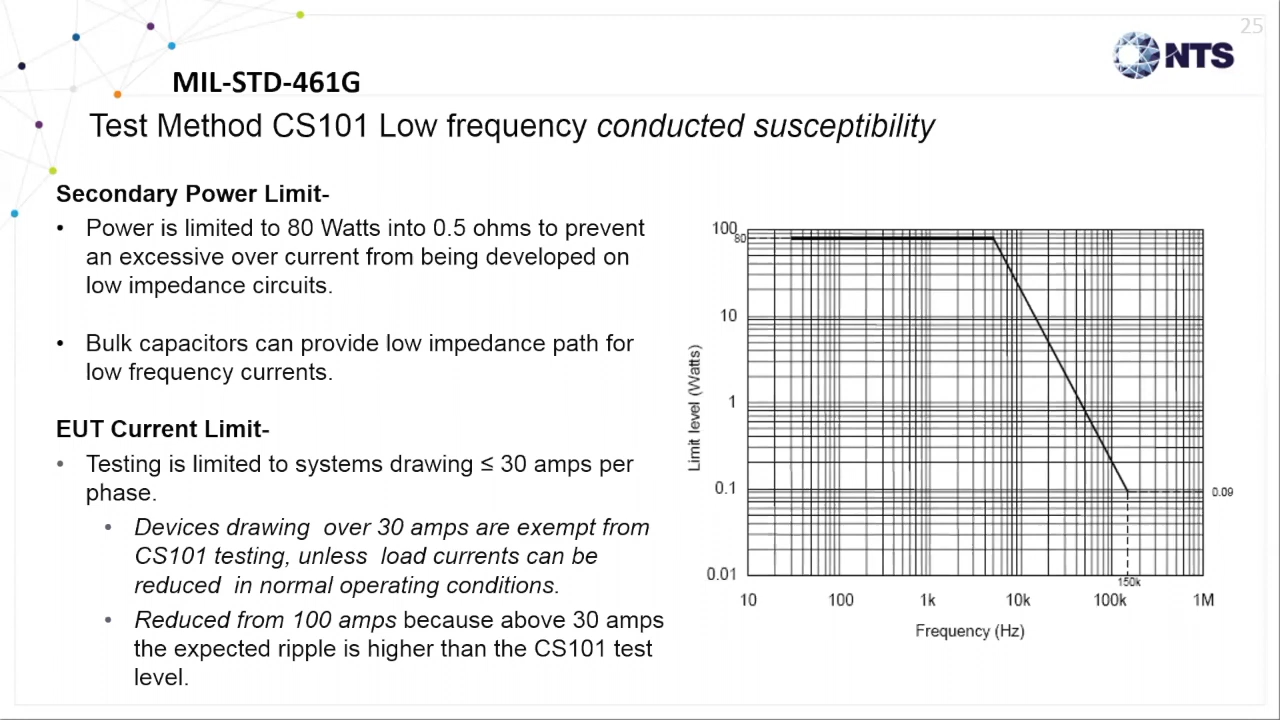 25
NTS
MIL-STD-461G
Test Method CS101 Low frequency conducted susceptibility
Secondary Power Limit-
• Power is limited to 80 Watts into 0.5 ohms to prevent
an excessive over current from being developed on
low impedance circuits.
• Bulk capacitors can provide low impedance path for
low frequency currents.
EUT Current Limit-
• Testing is limited to systems drawing ≤ 30 amps per
phase.
• Devices drawing over 30 amps are exempt from
CS101 testing, unless load currents can be
reduced in normal operating conditions.
• Reduced from 100 amps because above 30 amps
the expected ripple is higher than the CS101 test
level.
Limit level (Watts)
100
80
10
1
0.1
0.09
0.01
150k
10 100 1k 10k 100k 1M
Frequency (Hz)